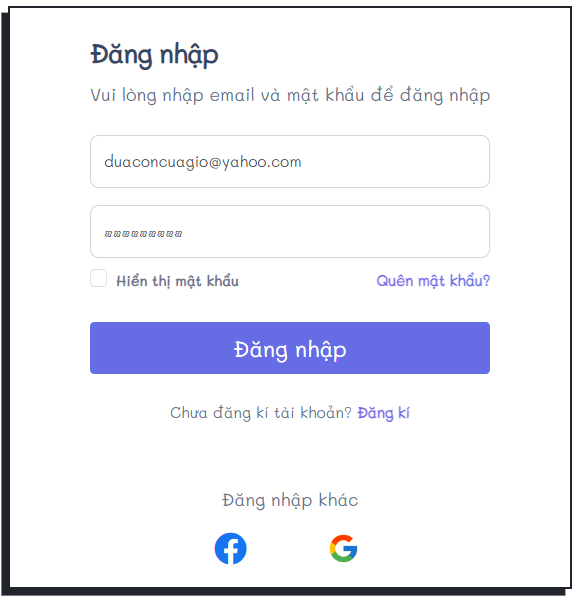 Đăng nhập
Vui lòng nhập email và mật khẩu để đăng nhập
duaconcuagio@yahoo.com
Hiển thị mật khẩu
Quên mật khẩu?
Đăng nhập
Chưa đăng kí tài khoản? Đăng kí
Đăng nhập khác